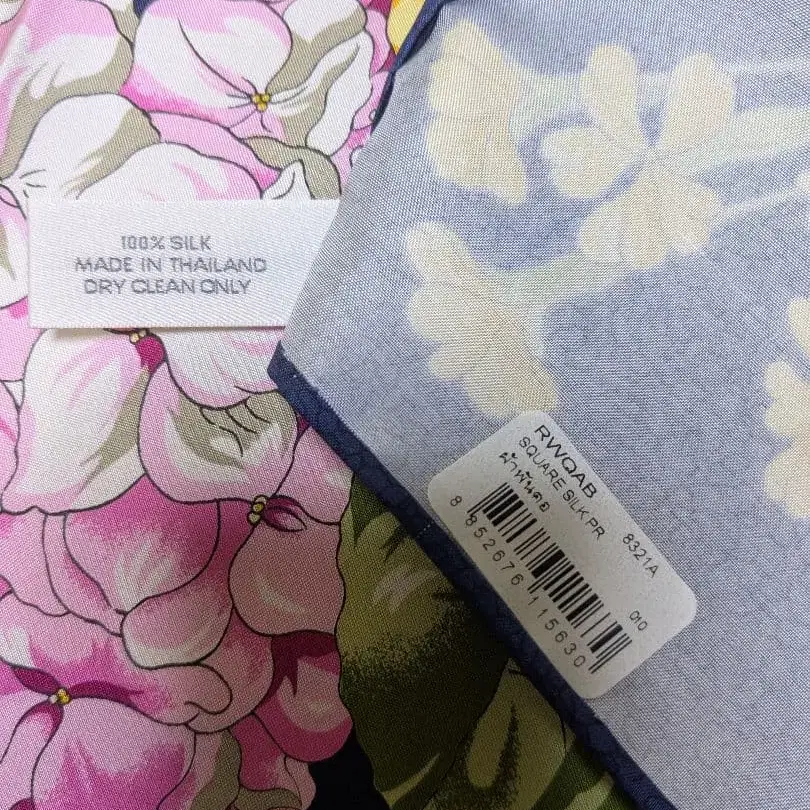 100% SILK
MADE IN THAILAND
DRY CLEAN ONLY
RWQAB
SQUARE SILK PR 8321A
ผ้าพันคอ 010
8 852676 115630